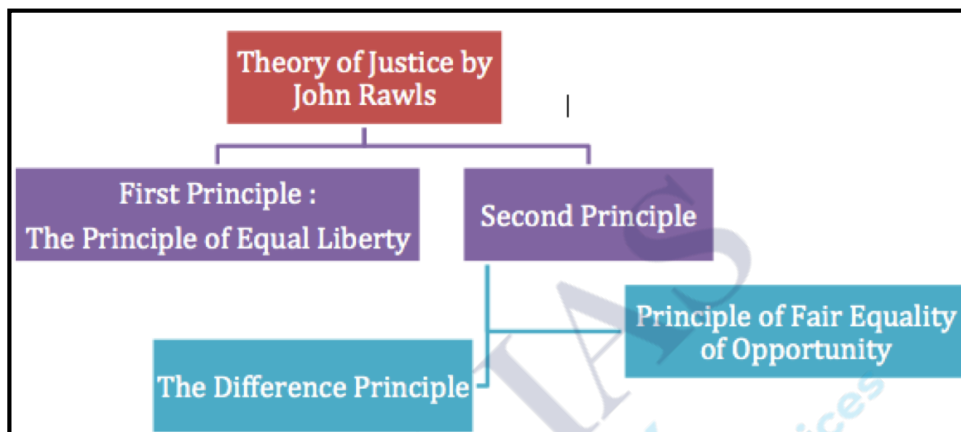 Theory of Justice by
John Rawls
First Principle :
The Principle of Equal Liberty
Second Principle
Principle of Fair Equality
of Opportunity
The Difference Principle
IAS